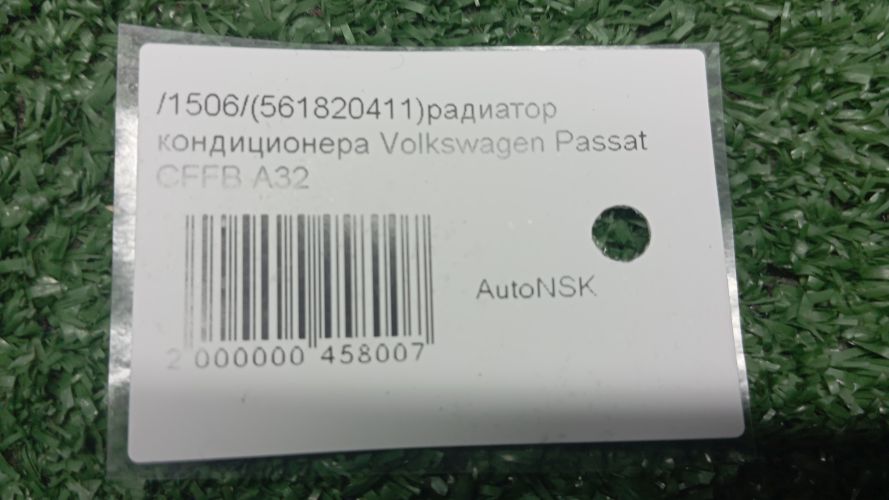 /1506/(561820411)радиатор
кондиционера Volkswagen Passat
CFFB A32
AutoNSK
2 000000 458007